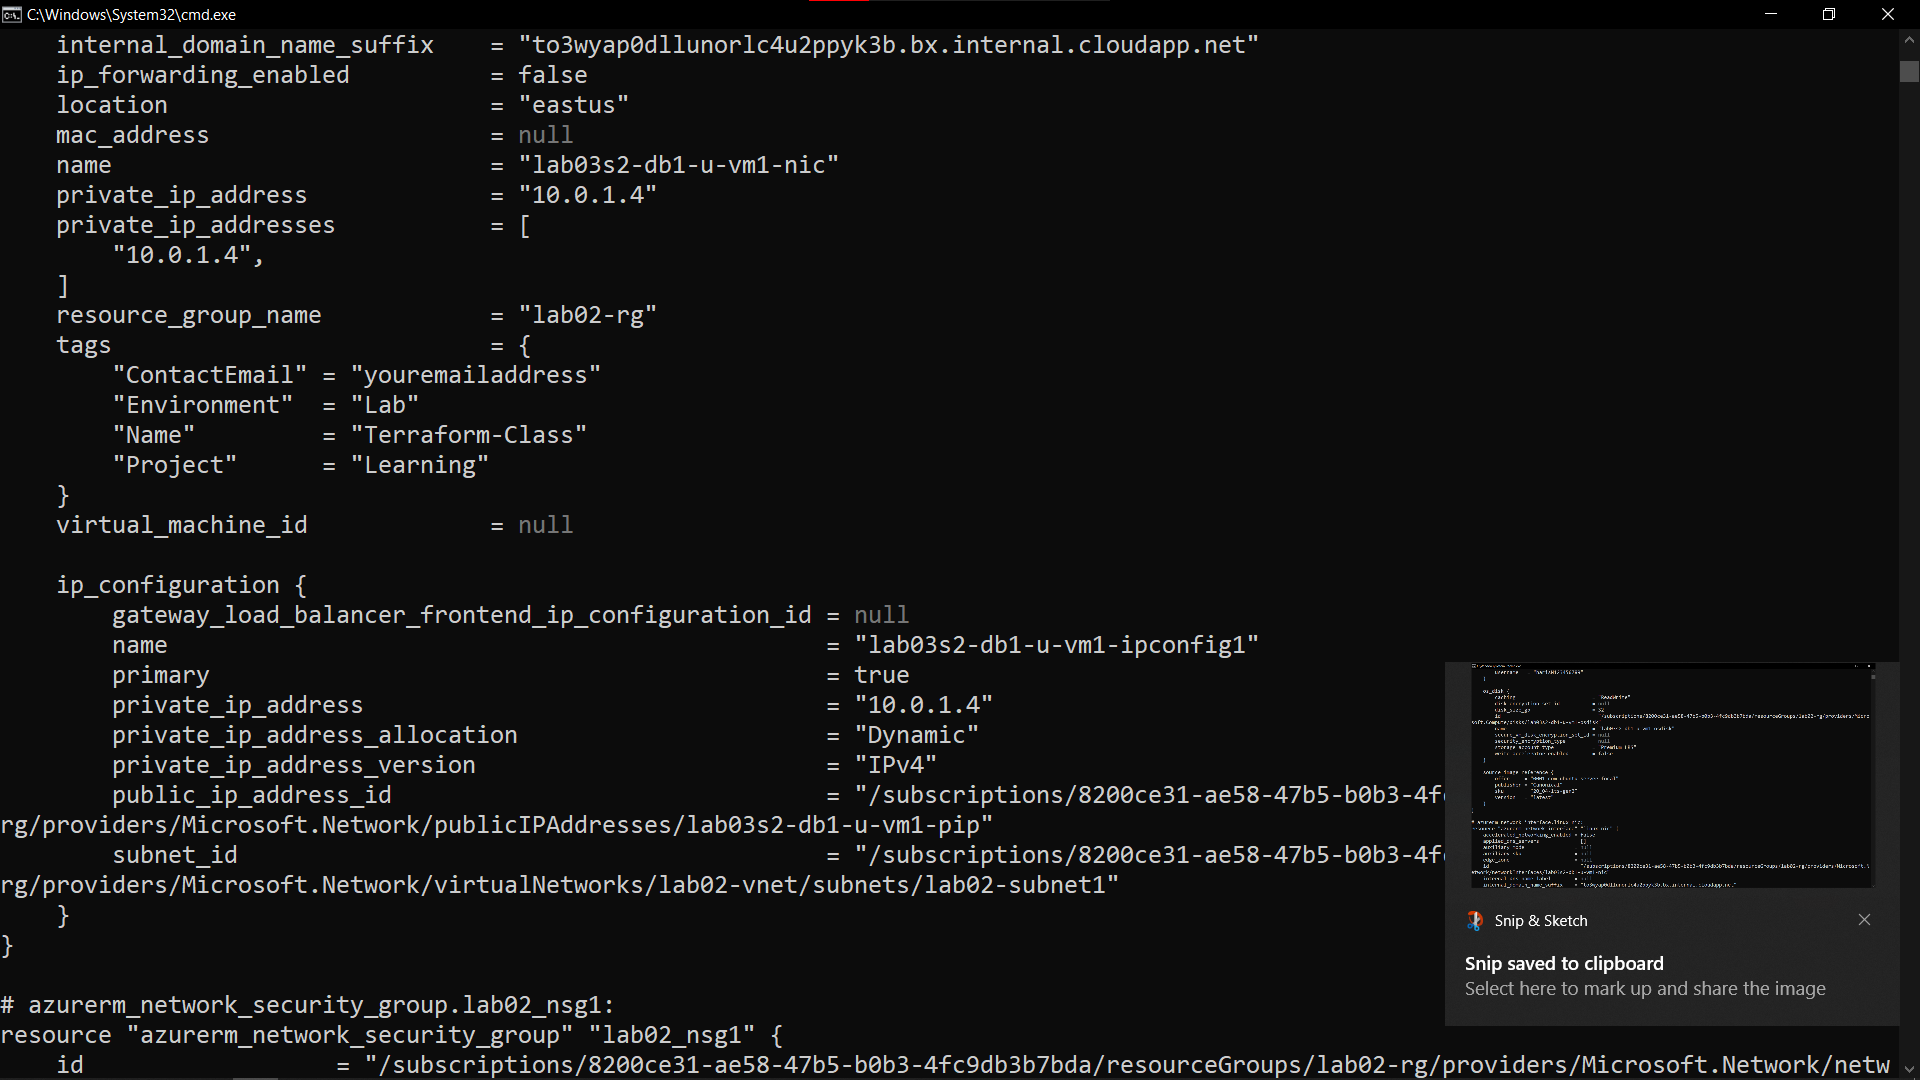 C:\Windows\System32\cmd.exe
internal_domain_name_suffix = "to3wyap0dllunorlc4u2ppyk3b.bx.internal.cloudapp.net"
ip_forwarding_enabled = false
location = "eastus"
mac_address = null
name = "lab03s2-db1-u-vm1-nic"
private_ip_address = "10.0.1.4"
private_ip_addresses = [
"10.0.1.4",
]
resource_group_name = "lab02-rg"
tags = {
"ContactEmail" = "youremailaddress"
"Environment" = "Lab"
"Name" = "Terraform-Class"
"Project" = "Learning"
}
virtual_machine_id = null
ip_configuration {
gateway_load_balancer_frontend_ip_configuration_id = null
name = "lab03s2-db1-u-vm1-ipconfig1"
primary = true
private_ip_address = "10.0.1.4"
private_ip_address_allocation = "Dynamic"
private_ip_address_version = "IPv4"
public_ip_address_id = "/subscriptions/8200ce31-ae58-47b5-b0b3-4f
rg/providers/Microsoft.Network/publicIPAddresses/lab03s2-db1-u-vm1-pip"
subnet_id = "/subscriptions/8200ce31-ae58-47b5-b0b3-4f
rg/providers/Microsoft.Network/virtualNetworks/lab02-vnet/subnets/lab02-subnet1"
}
}
# azurerm_network_security_group.lab02_nsg1:
resource "azurerm_network_security_group" "lab02_nsg1" {
id = "/subscriptions/8200ce31-ae58-47b5-b0b3-4fc9db3b7bda/resourceGroups/lab02-rg/providers/Microsoft.Network/netw
Snip & Sketch
Snip saved to clipboard
Select here to mark up and share the image